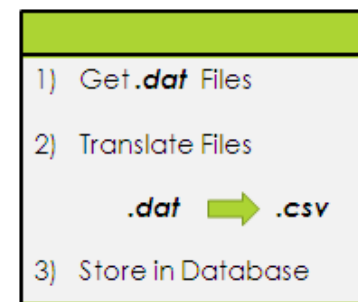 1) Get .dat Files
2) Translate Files
.dat .csv
3) Store in Database